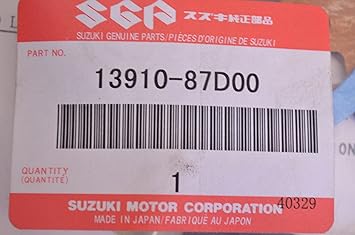 SGP スズキ純正部品
SUZUKI GENUINE PARTS/PIÈCES D'ORIGINE DE SUZUKI
PART NO.
13910-87D00
QUANTITY
(QUANTITÉ)
1
SUZUKI MOTOR CORPORATION
40329
MADE IN JAPAN/FABRIQUÉ AU JAPON
ON